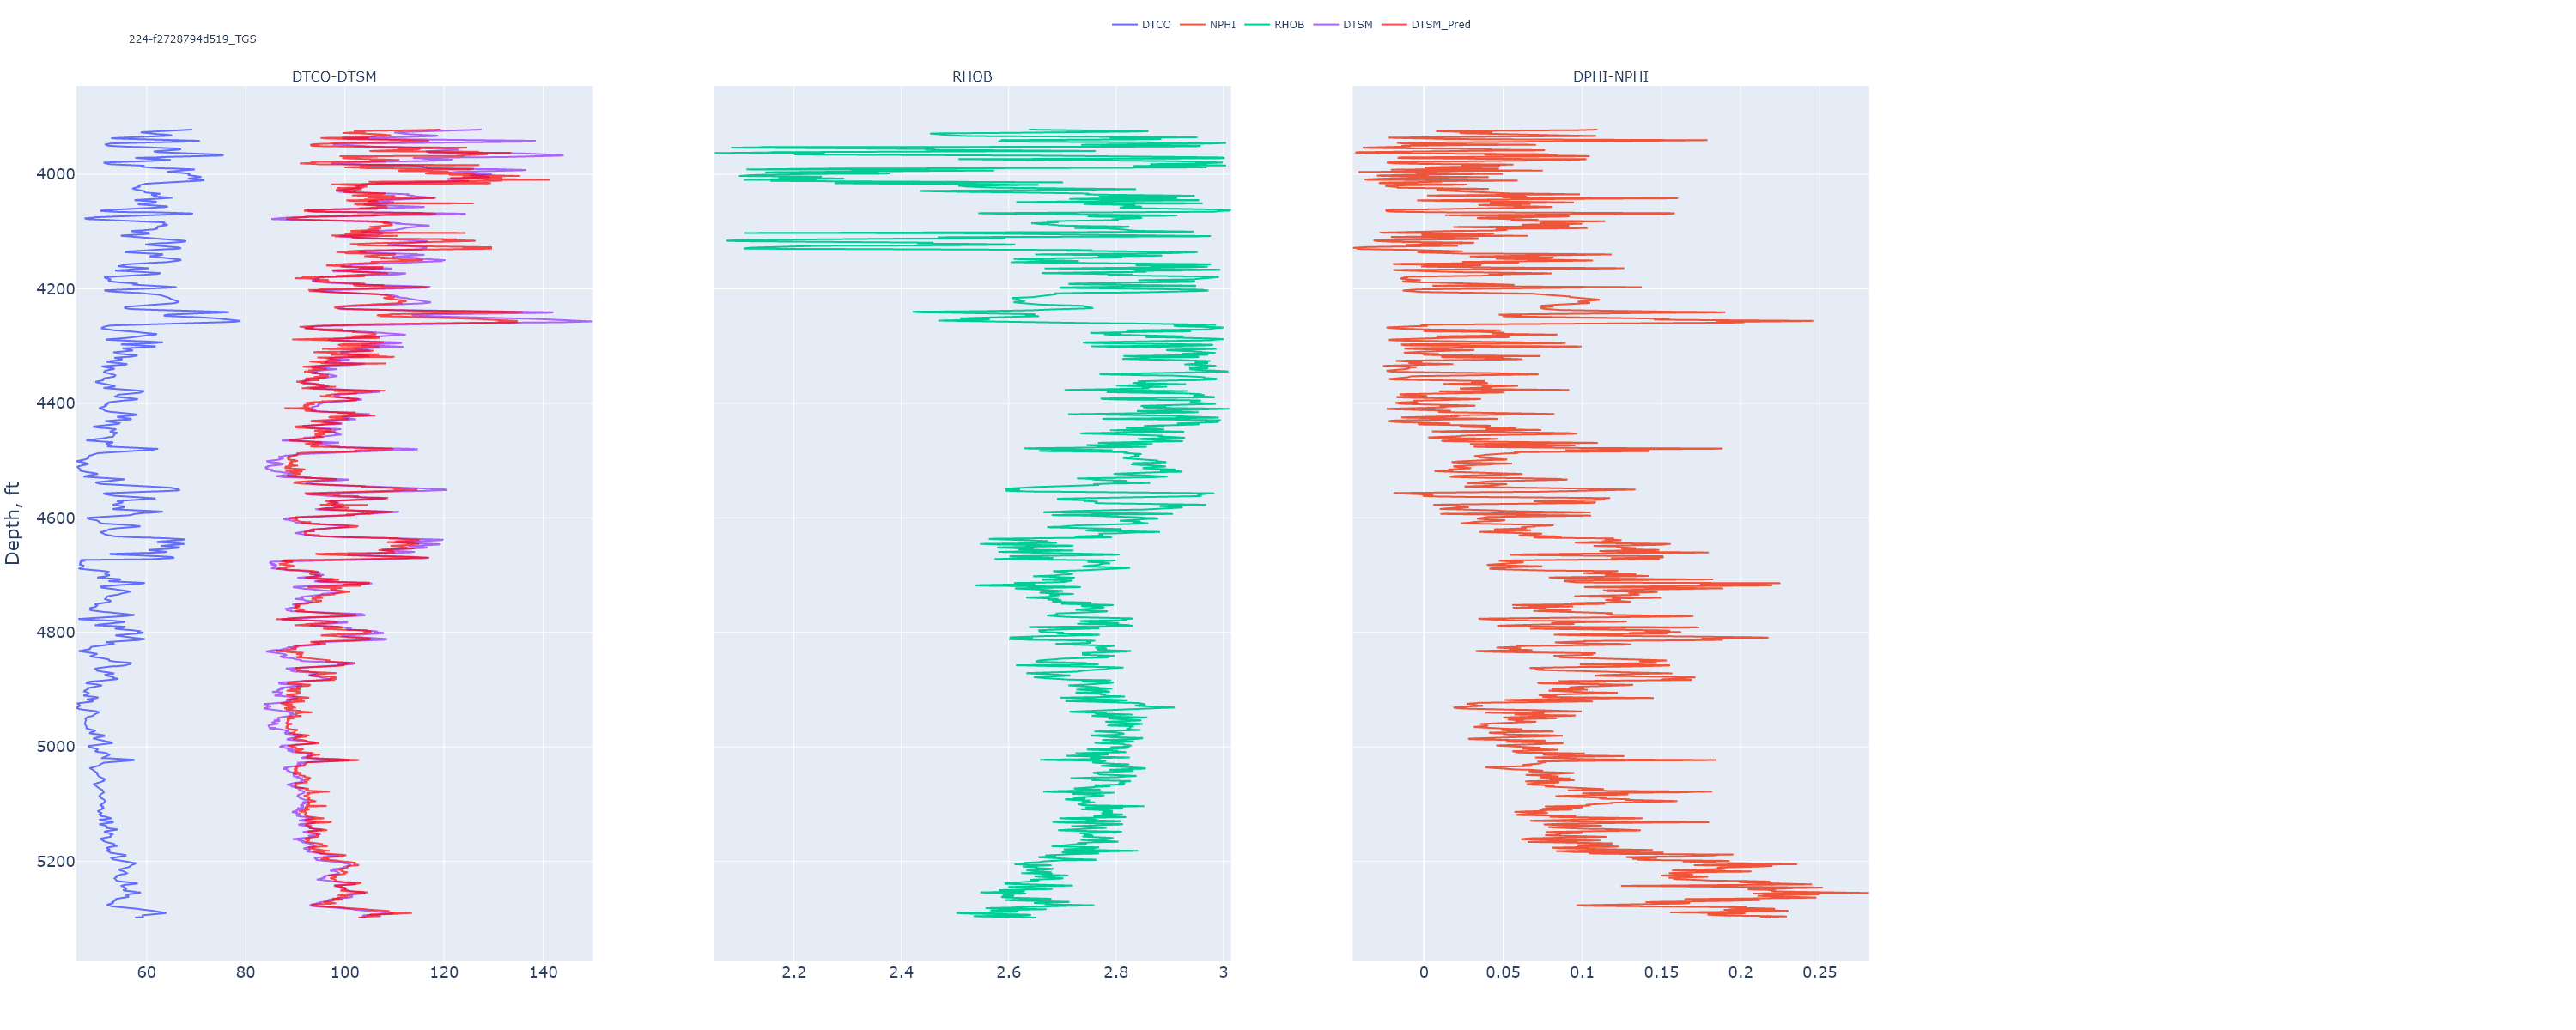 DTCO NPHI RHOB DTSM DTSM_Pred
224-f2728794d519_TGS
DTCO-DTSM RHOB DPHI-NPHI
Depth, ft
4000
4200
4400
4600
4800
5000
5200
60 80 100 120 140 2.2 2.4 2.6 2.8 3 0 0.05 0.1 0.15 0.2 0.25